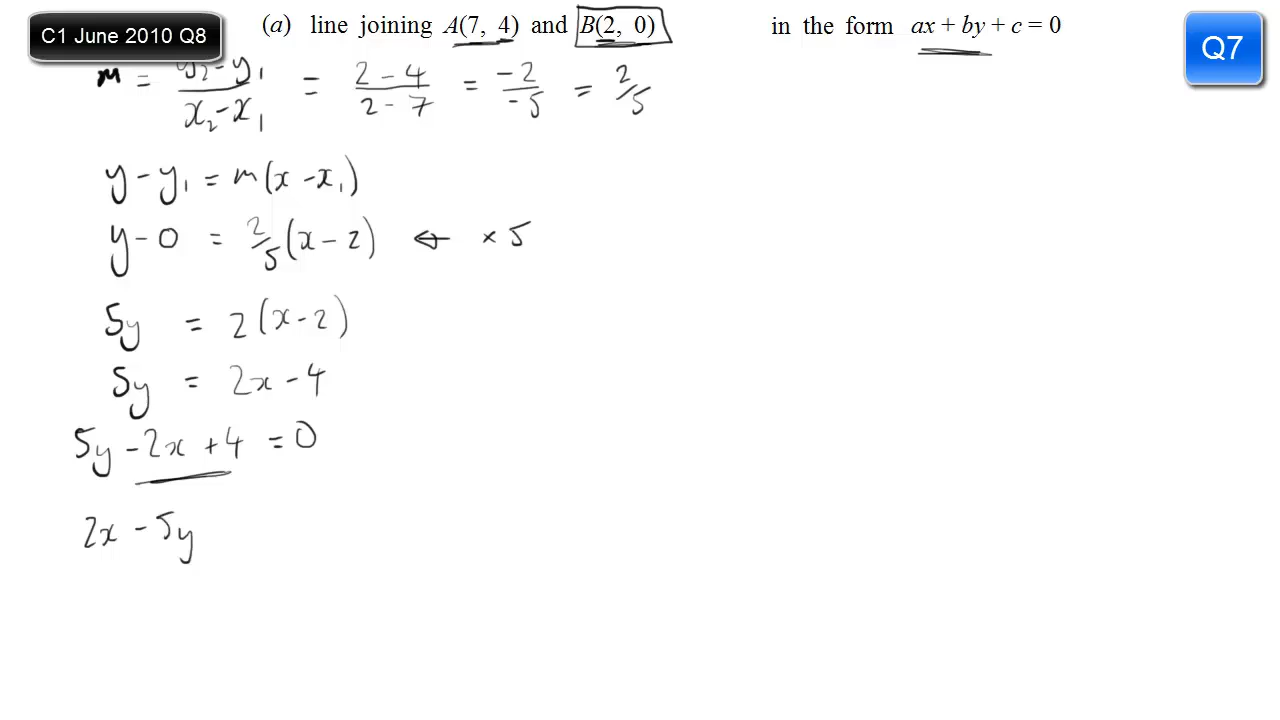 C1 June 2010 Q8
(a) line joining A(7, 4) and B(2, 0) in the form ax + by + c = 0
Q7
m = y₂ - y₁ / x₂ - x₁ = 2 - 4 / 2 - 7 = -2 / -5 = 2/5
y - y₁ = m(x - x₁)
y - 0 = 2/5 (x - 2) ← × 5
5y = 2(x - 2)
5y = 2x - 4
5y - 2x + 4 = 0
2x - 5y